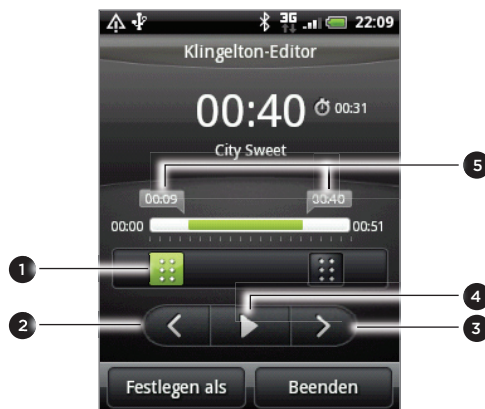 3G 22:09
Klingelton-Editor
00:40 00:31
City Sweet
5
00:09 00:40
00:00 00:51
1
4
2
3
Festlegen als Beenden